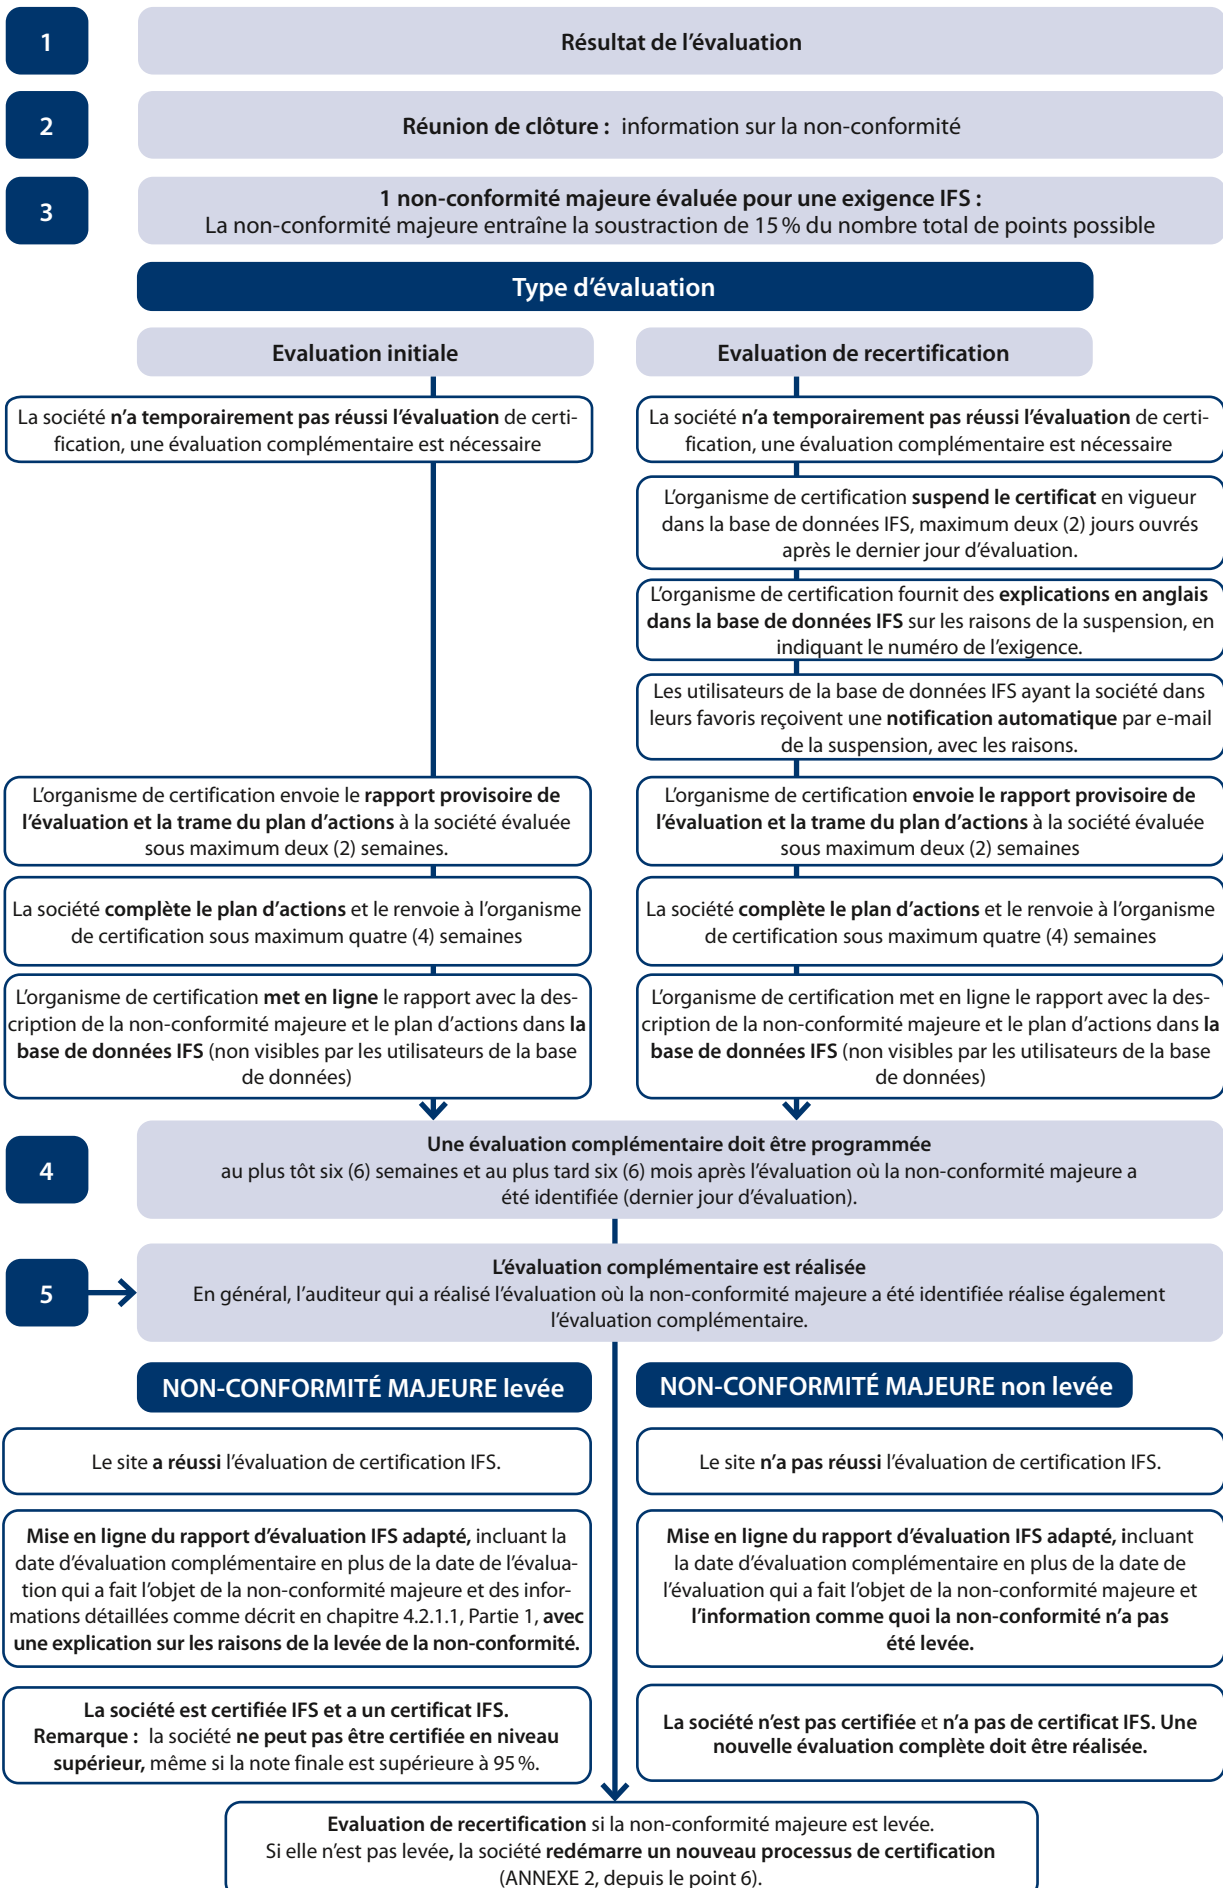 1
Résultat de l’évaluation
2
Réunion de clôture : information sur la non-conformité
3
1 non-conformité majeure évaluée pour une exigence IFS :
La non-conformité majeure entraîne la soustraction de 15 % du nombre total de points possible
Type d’évaluation
Evaluation initiale
La société n’a temporairement pas réussi l’évaluation de certi-
fication, une évaluation complémentaire est nécessaire
L’organisme de certification envoie le rapport provisoire de
l’évaluation et la trame du plan d’actions à la société évaluée
sous maximum deux (2) semaines.
La société complète le plan d’actions et le renvoie à l’organisme
de certification sous maximum quatre (4) semaines
L’organisme de certification met en ligne le rapport avec la des-
cription de la non-conformité majeure et le plan d’actions dans la
base de données IFS (non visibles par les utilisateurs de la base
de données)
Evaluation de recertification
La société n’a temporairement pas réussi l’évaluation de certi-
fication, une évaluation complémentaire est nécessaire
L’organisme de certification suspend le certificat en vigueur
dans la base de données IFS, maximum deux (2) jours ouvrés
après le dernier jour d’évaluation.
L’organisme de certification fournit des explications en anglais
dans la base de données IFS sur les raisons de la suspension, en
indiquant le numéro de l’exigence.
Les utilisateurs de la base de données IFS ayant la société dans
leurs favoris reçoivent une notification automatique par e-mail
de la suspension, avec les raisons.
L’organisme de certification envoie le rapport provisoire de
l’évaluation et la trame du plan d’actions à la société évaluée
sous maximum deux (2) semaines
La société complète le plan d’actions et le renvoie à l’organisme
de certification sous maximum quatre (4) semaines
L’organisme de certification met en ligne le rapport avec la des-
cription de la non-conformité majeure et le plan d’actions dans la
base de données IFS (non visibles par les utilisateurs de la base
de données)
4
Une évaluation complémentaire doit être programmée
au plus tôt six (6) semaines et au plus tard six (6) mois après l’évaluation où la non-conformité majeure a
été identifiée (dernier jour d’évaluation).
5
L’évaluation complémentaire est réalisée
En général, l’auditeur qui a réalisé l’évaluation où la non-conformité majeure a été identifiée réalise également
l’évaluation complémentaire.
NON-CONFORMITÉ MAJEURE levée
Le site a réussi l’évaluation de certification IFS.
Mise en ligne du rapport d’évaluation IFS adapté, incluant la
date d’évaluation complémentaire en plus de la date de l’évalua-
tion qui a fait l’objet de la non-conformité majeure et des infor-
mations détaillées comme décrit en chapitre 4.2.1.1, Partie 1, avec
une explication sur les raisons de la levée de la non-conformité.
La société est certifiée IFS et a un certificat IFS.
Remarque : la société ne peut pas être certifiée en niveau
supérieur, même si la note finale est supérieure à 95 %.
NON-CONFORMITÉ MAJEURE non levée
Le site n’a pas réussi l’évaluation de certification IFS.
Mise en ligne du rapport d’évaluation IFS adapté, incluant
la date d’évaluation complémentaire en plus de la date de
l’évaluation qui a fait l’objet de la non-conformité majeure et
l’information comme quoi la non-conformité n’a pas
été levée.
La société n’est pas certifiée et n’a pas de certificat IFS. Une
nouvelle évaluation complète doit être réalisée.
Evaluation de recertification si la non-conformité majeure est levée.
Si elle n’est pas levée, la société redémarre un nouveau processus de certification
(ANNEXE 2, depuis le point 6).